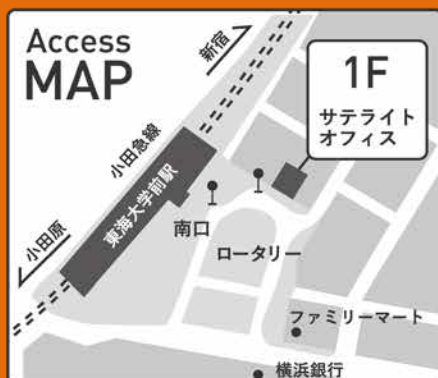 Access
MAP
新宿
1F
サテライト
オフィス
小田急線
東海大学前駅
小田原
南口
ロータリー
ファミリーマート
横浜銀行